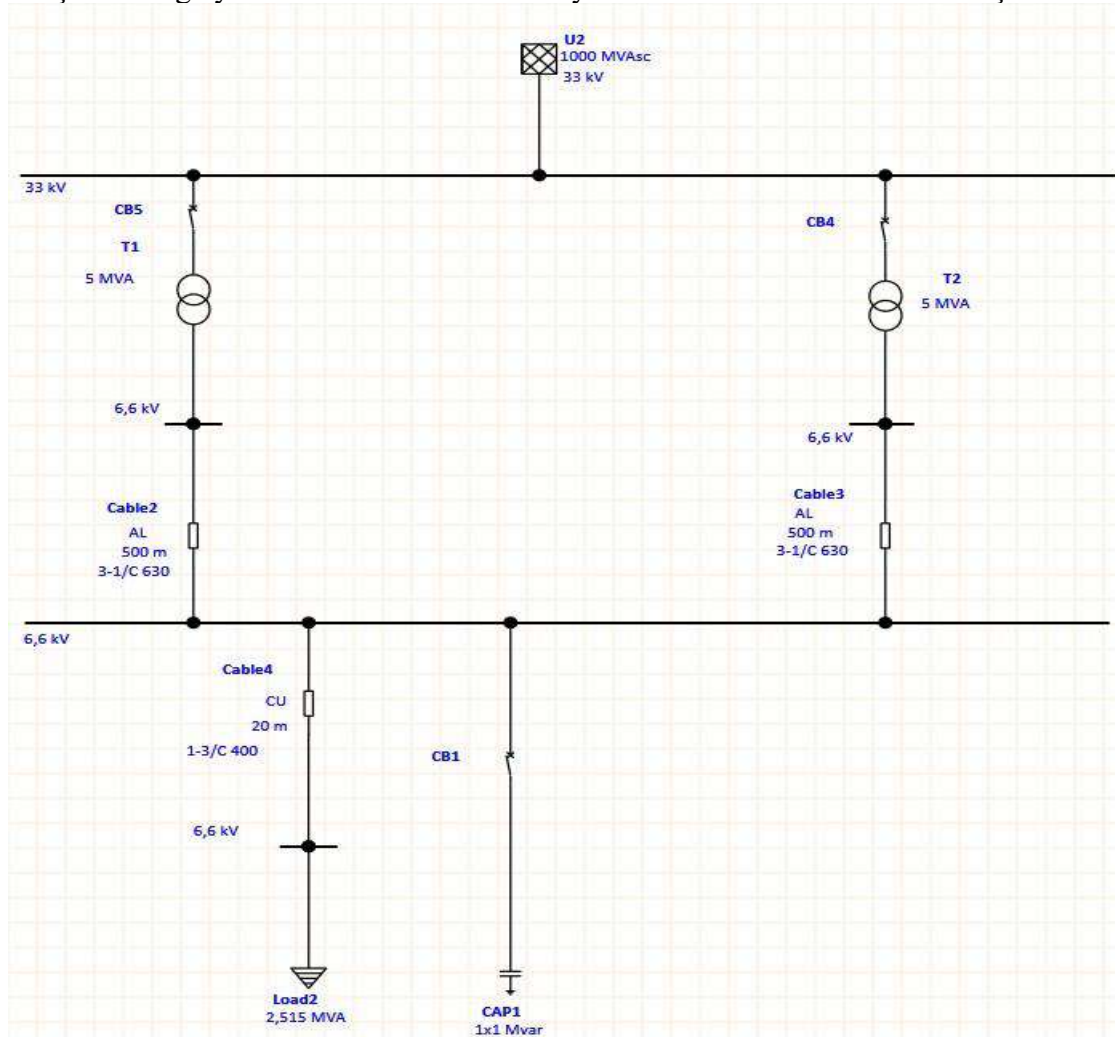 U2
1000 MVAsc
33 kV
33 kV
CB5
CB4
T1
5 MVA
T2
5 MVA
6,6 kV
6,6 kV
Cable2
AL
500 m
3-1/C 630
Cable3
AL
500 m
3-1/C 630
6,6 kV
Cable4
CU
20 m
1-3/C 400
CB1
6,6 kV
Load2
2,515 MVA
CAP1
1x1 Mvar